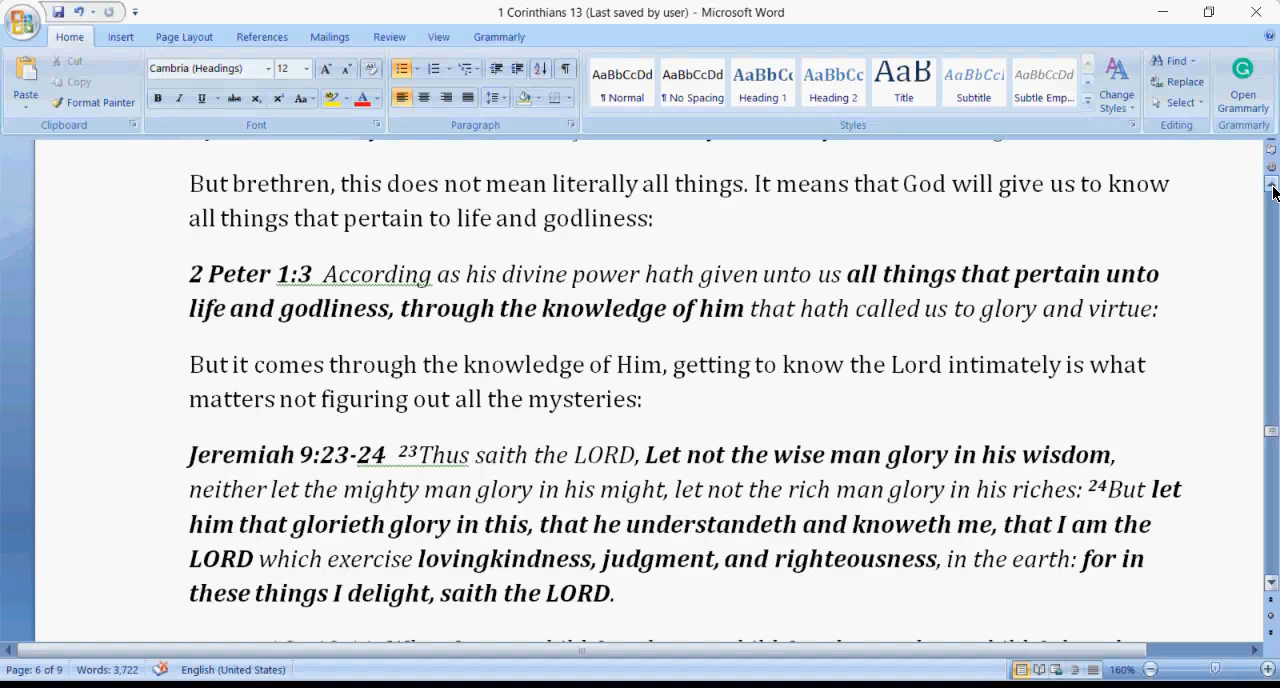 1 Corinthians 13 (Last saved by user) - Microsoft Word
Home Insert Page Layout References Mailings Review View Grammarly
Paste Cut Copy Format Painter Clipboard
Cambria (Headings) 12 Font
Paragraph
AaBbCcDd AaBbCcDd AaBbCc AaBbCc AaB AaBbCcI AaBbCcDd
¶ Normal ¶ No Spacing Heading 1 Heading 2 Title Subtitle Subtle Emp...
Change Styles Styles
Find Replace Select Editing
Open Grammarly Grammarly
But brethren, this does not mean literally all things. It means that God will give us to know
all things that pertain to life and godliness:
2 Peter 1:3 According as his divine power hath given unto us all things that pertain unto
life and godliness, through the knowledge of him that hath called us to glory and virtue:
But it comes through the knowledge of Him, getting to know the Lord intimately is what
matters not figuring out all the mysteries:
Jeremiah 9:23-24 23Thus saith the LORD, Let not the wise man glory in his wisdom,
neither let the mighty man glory in his might, let not the rich man glory in his riches: 24But let
him that glorieth glory in this, that he understandeth and knoweth me, that I am the
LORD which exercise lovingkindness, judgment, and righteousness, in the earth: for in
these things I delight, saith the LORD.
Page: 6 of 9 Words: 3,722 English (United States) 160%